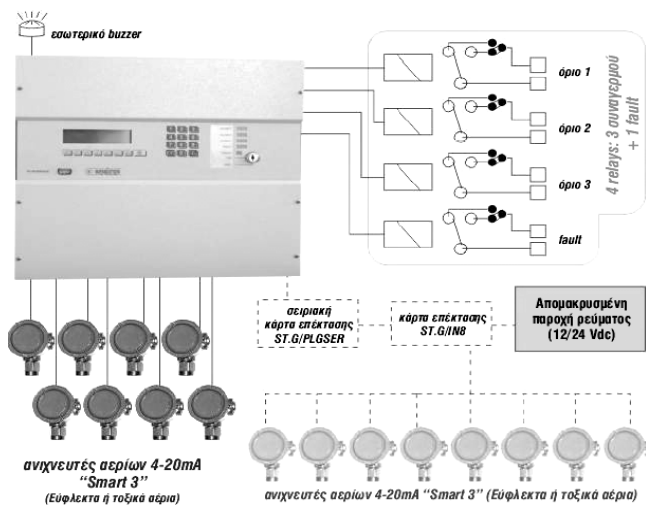 εσωτερικό buzzer
όριο 1
όριο 2
όριο 3
fault
4 relays: 3 συναγερμού
+ 1 fault
σειριακή
κάρτα επέκτασης
ST.G/PLGSER
κάρτα επέκτασης
ST.G/IN8
Απομακρυσμένη
παροχή ρεύματος
(12/24 Vdc)
ανιχνευτές αερίων 4-20mA
“Smart 3”
(Εύφλεκτα ή τοξικά αέρια)
ανιχνευτές αερίων 4-20mA “Smart 3” (Εύφλεκτα ή τοξικά αέρια)